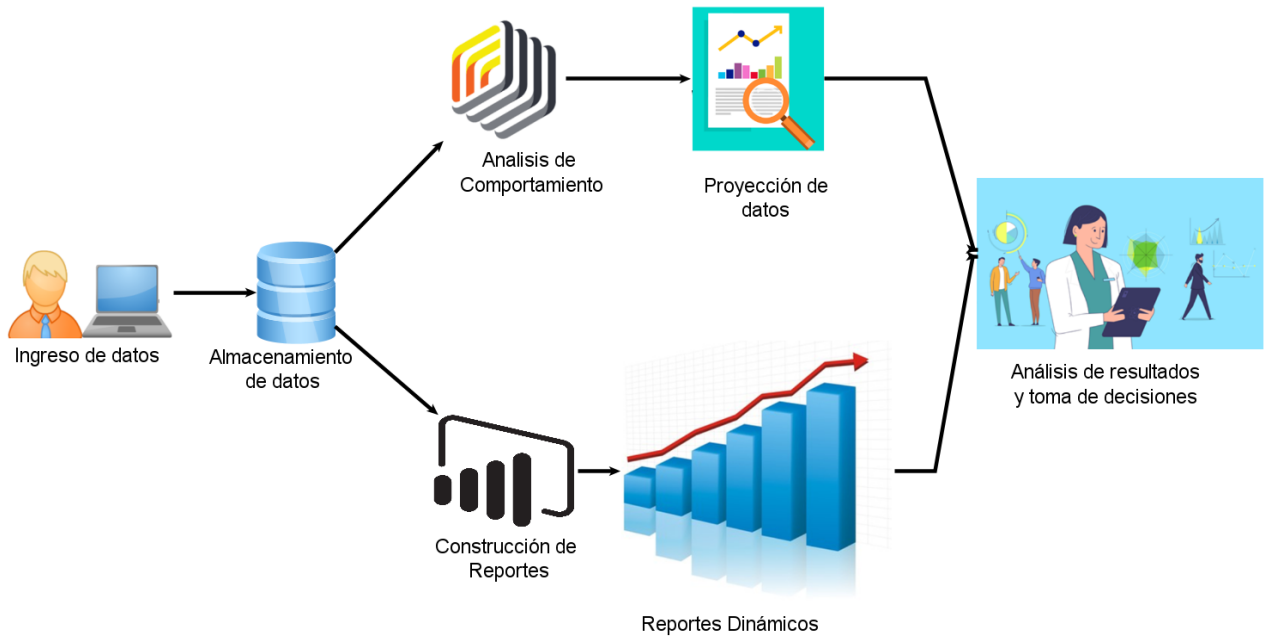 Analisis de
Comportamiento
Proyección de
datos
Ingreso de datos
Almacenamiento
de datos
Análisis de resultados
y toma de decisiones
Construcción de
Reportes
Reportes Dinámicos